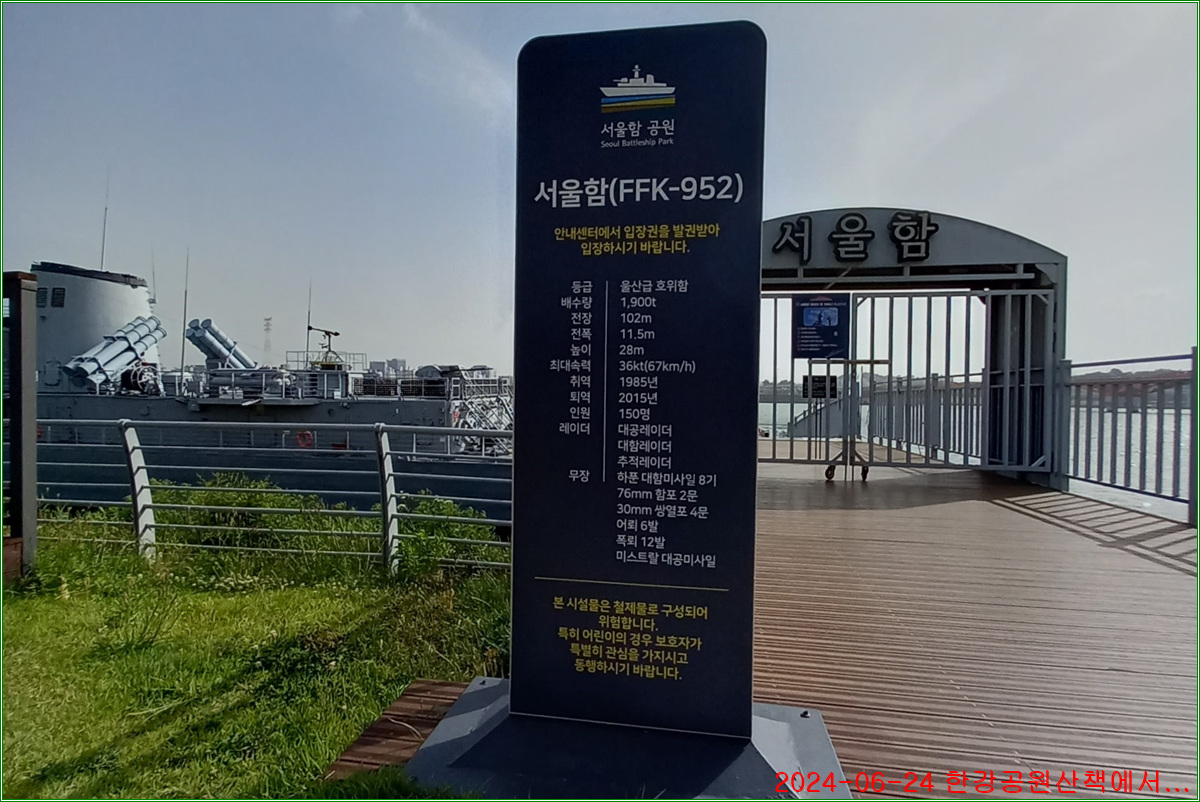 서울함 공원
Seoul Battleship Park
서울함(FFK-952)
안내센터에서 입장권을 발권받아
입장하시기 바랍니다.
등급 울산급 호위함
배수량 1,900t
전장 102m
전폭 11.5m
높이 28m
최대속력 36kt(67km/h)
취역 1985년
퇴역 2015년
인원 150명
레이더 대공레이더
대함레이더
추적레이더
무장 하푼 대함미사일 8기
76mm 함포 2문
30mm 쌍열포 4문
어뢰 6발
폭뢰 12발
미스트랄 대공미사일
본 시설물은 철제물로 구성되어
위험합니다.
특히 어린이의 경우 보호자가
특별히 관심을 가지시고
동행하시기 바랍니다.
서울함
2024-06-24 한강공원산책에서...